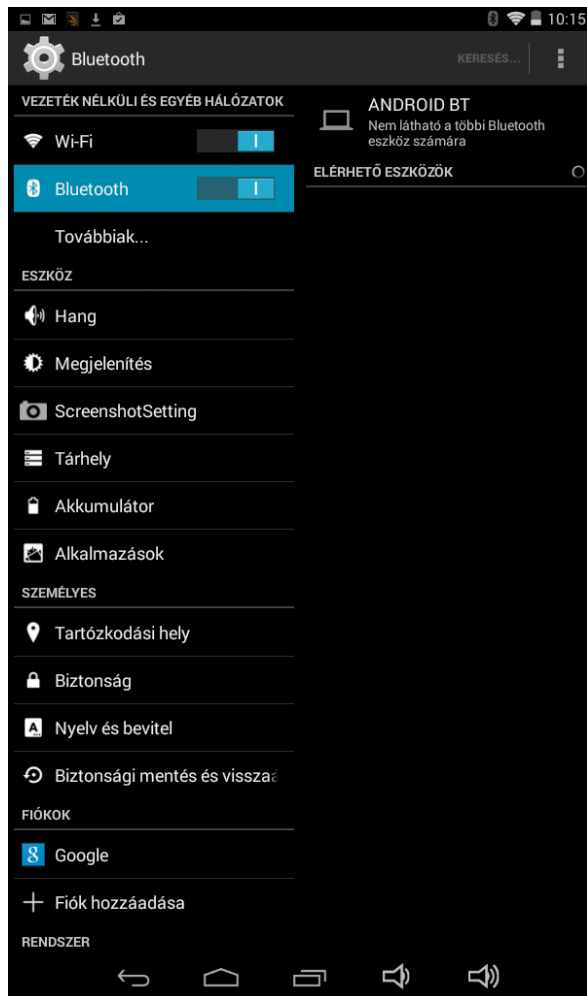 10:15
Bluetooth
KERESÉS...
VEZETÉK NÉLKÜLI ÉS EGYÉB HÁLÓZATOK
Wi-Fi
Bluetooth
Továbbiak...
ESZKÖZ
Hang
Megjelenítés
ScreenshotSetting
Tárhely
Akkumulátor
Alkalmazások
SZEMÉLYES
Tartózkodási hely
Biztonság
Nyelv és bevitel
Biztonsági mentés és visszaá
FIÓKOK
Google
Fiók hozzáadása
RENDSZER
ANDROID BT
Nem látható a többi Bluetooth
eszköz számára
ELÉRHETŐ ESZKÖZÖK